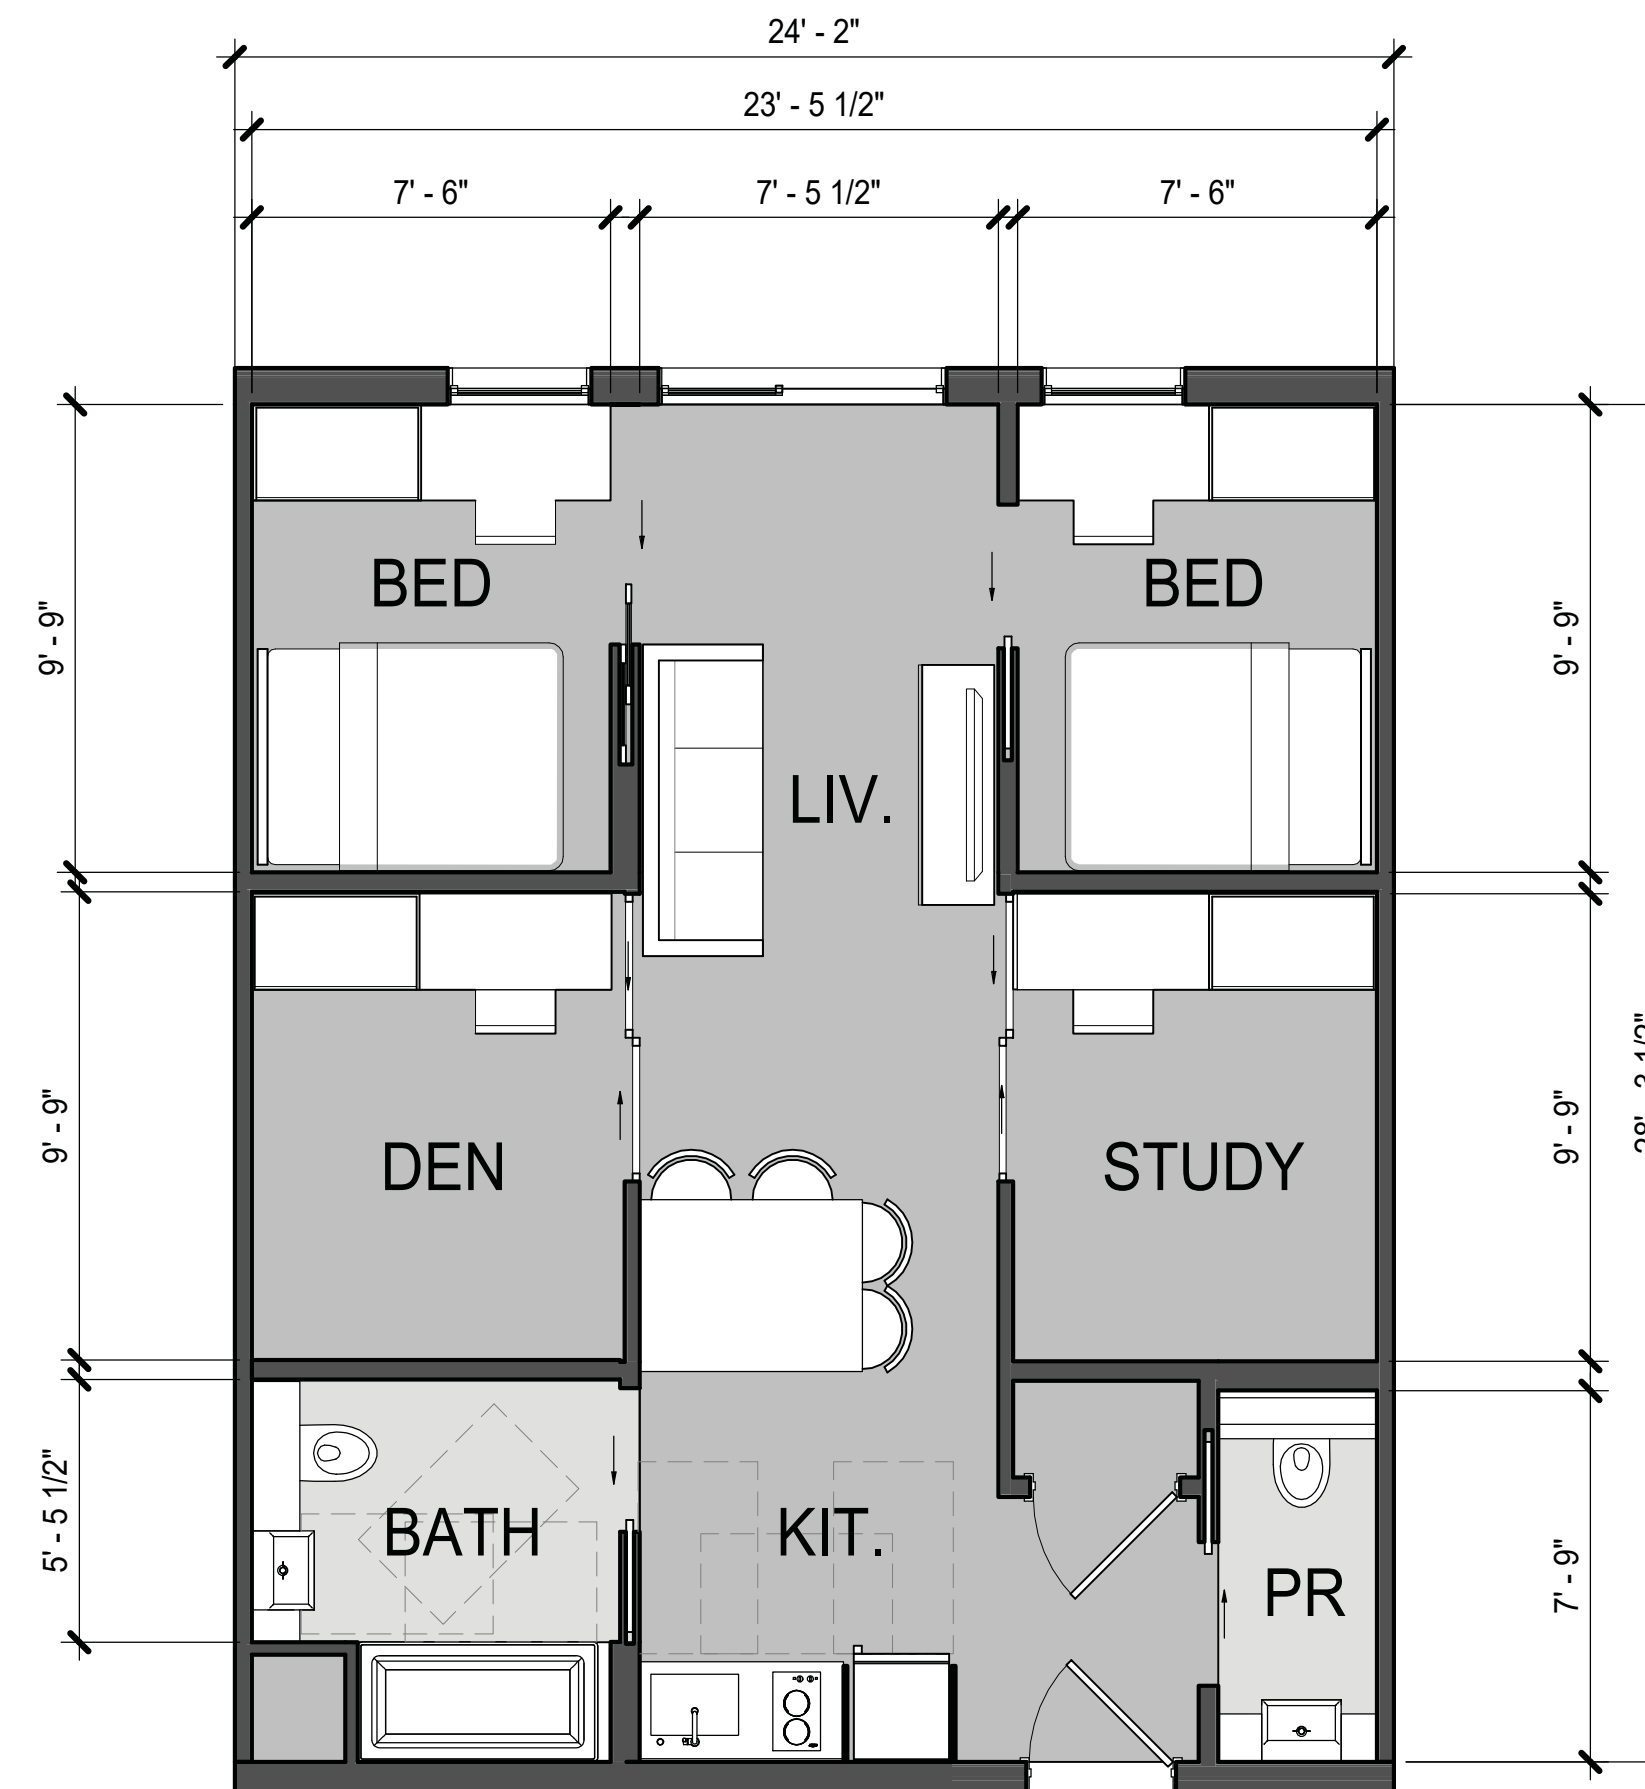 24' - 2"
23' - 5 1/2"
7' - 6"
7' - 5 1/2"
7' - 6"
BED
BED
9' - 9"
9' - 9"
LIV.
DEN
STUDY
9' - 9"
9' - 9"
BATH
KIT.
PR
5' - 5 1/2"
7' - 9"